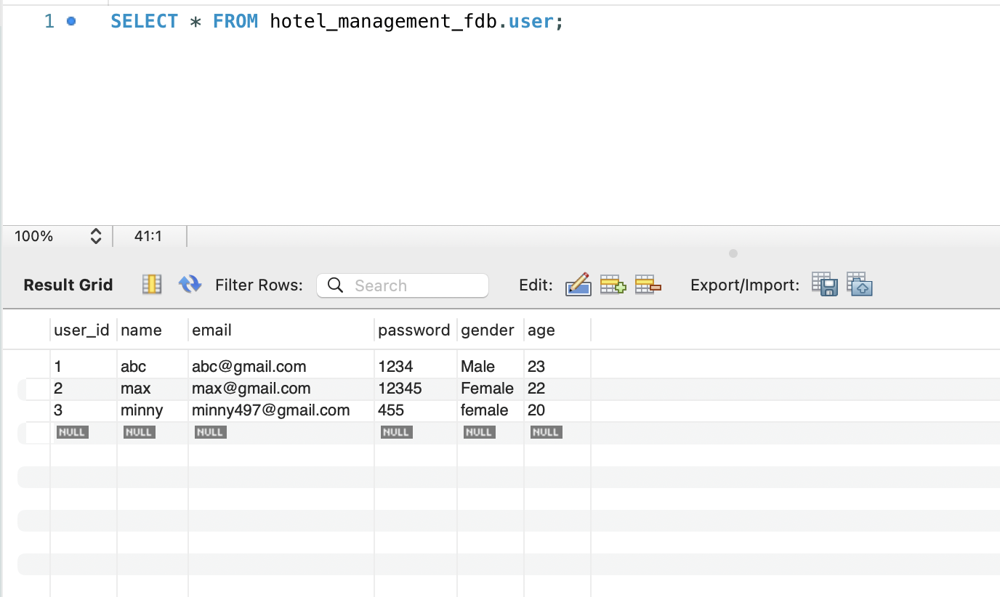 1 SELECT * FROM hotel_management_fdb.user;
100% 41:1
Result Grid Filter Rows: Search Edit: Export/Import:
user_id name email password gender age
1 abc abc@gmail.com 1234 Male 23
2 max max@gmail.com 12345 Female 22
3 minny minny497@gmail.com 455 female 20
NULL NULL NULL NULL NULL NULL